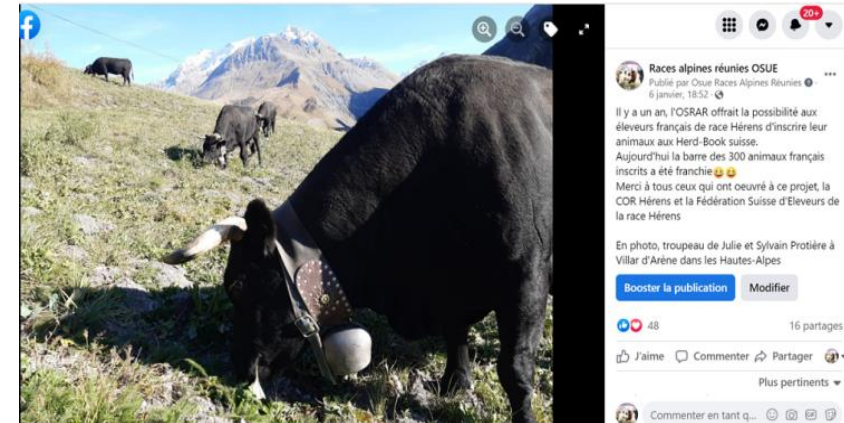 f
20+
Races alpines réunies OSUE
Publié par Osue Races Alpines Réunies
6 janvier, 18:52 ·
Il y a un an, l'OSRAR offrait la possibilité aux
éleveurs français de race Hérens d'inscrire leur
animaux aux Herd-Book suisse.
Aujourd'hui la barre des 300 animaux français
inscrits a été franchie😀😀
Merci à tous ceux qui ont oeuvré à ce projet, la
COR Hérens et la Fédération Suisse d'Eleveurs de
la race Hérens
En photo, troupeau de Julie et Sylvain Protière à
Villar d'Arène dans les Hautes-Alpes
Booster la publication Modifier
48 16 partages
J'aime Commenter Partager
Plus pertinents
Commenter en tant q... GIF